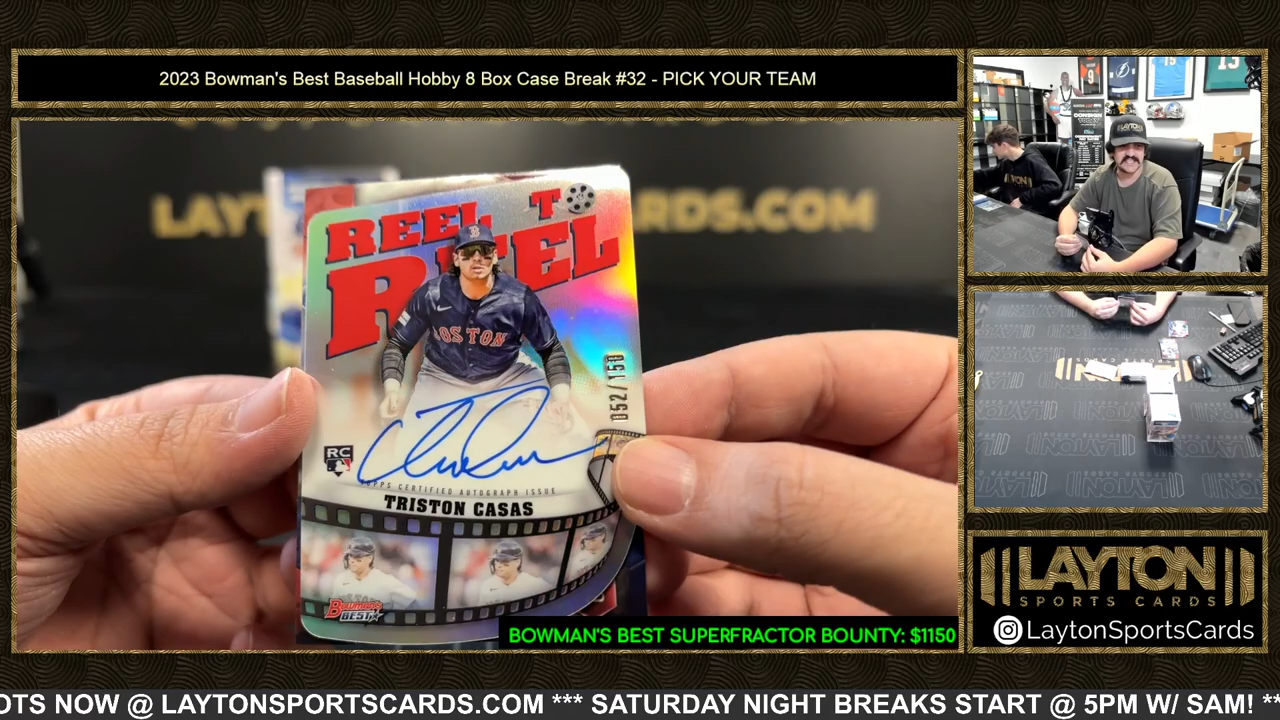 2023 Bowman's Best Baseball Hobby 8 Box Case Break #32 - PICK YOUR TEAM
REEL TO
REEL
BOSTON
052/150
RC
TOPPS CERTIFIED AUTOGRAPH ISSUE
TRISTON CASAS
Bowman's
BEST
BOWMAN'S BEST SUPERFRACTOR BOUNTY: $1150
LAYTON
SPORTS CARDS
LaytonSportsCards
OTS NOW @ LAYTONSPORTSCARDS.COM *** SATURDAY NIGHT BREAKS START @ 5PM W/ SAM! **